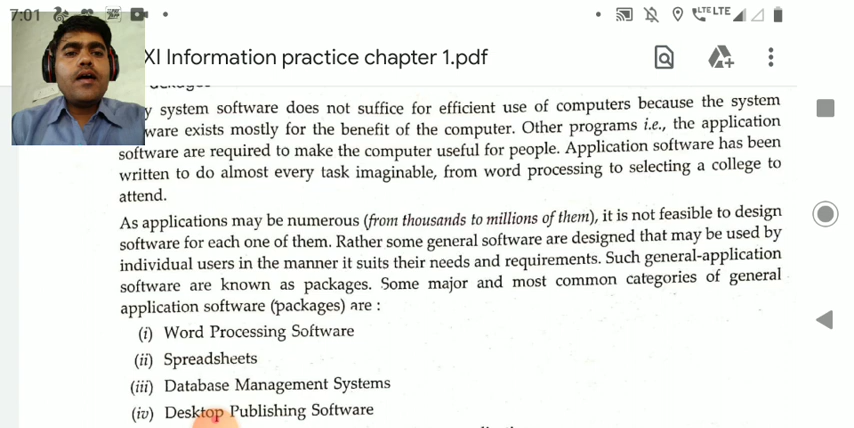 7:01
LTE LTE
XI Information practice chapter 1.pdf
system software does not suffice for efficient use of computers because the system
ware exists mostly for the benefit of the computer. Other programs i.e., the application
software are required to make the computer useful for people. Application software has been
written to do almost every task imaginable, from word processing to selecting a college to
attend.
As applications may be numerous (from thousands to millions of them), it is not feasible to design
software for each one of them. Rather some general software are designed that may be used by
individual users in the manner it suits their needs and requirements. Such general-application
software are known as packages. Some major and most common categories of general
application software (packages) are :
(i) Word Processing Software
(ii) Spreadsheets
(iii) Database Management Systems
(iv) Desktop Publishing Software